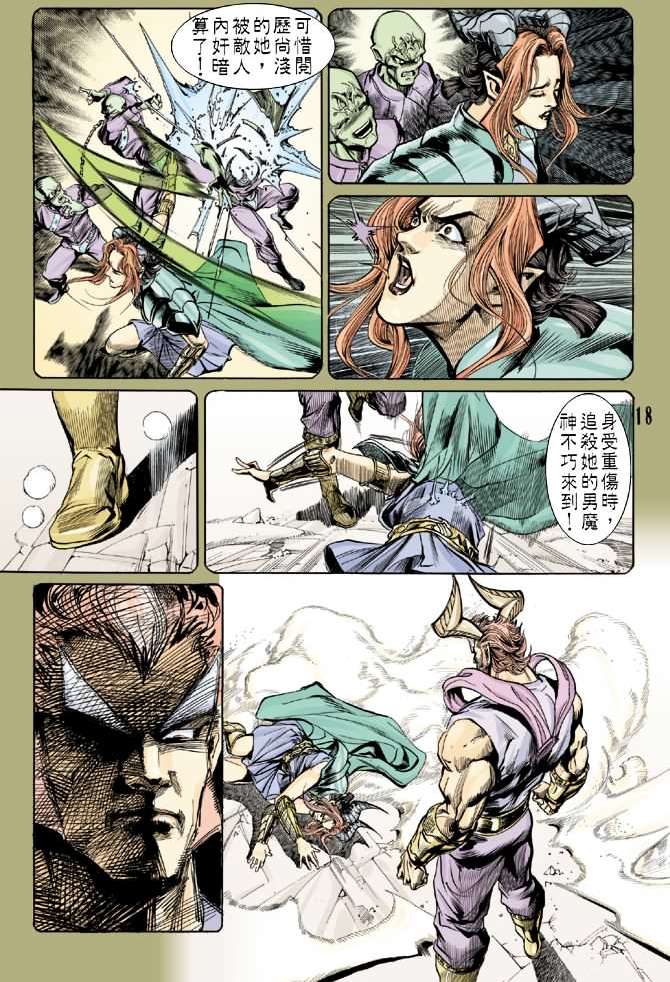 可惜閱
歷尚淺
的她，
被敵人
內奸暗
算了！
18
身受重傷時，
追殺她的男魔
神不巧來到！